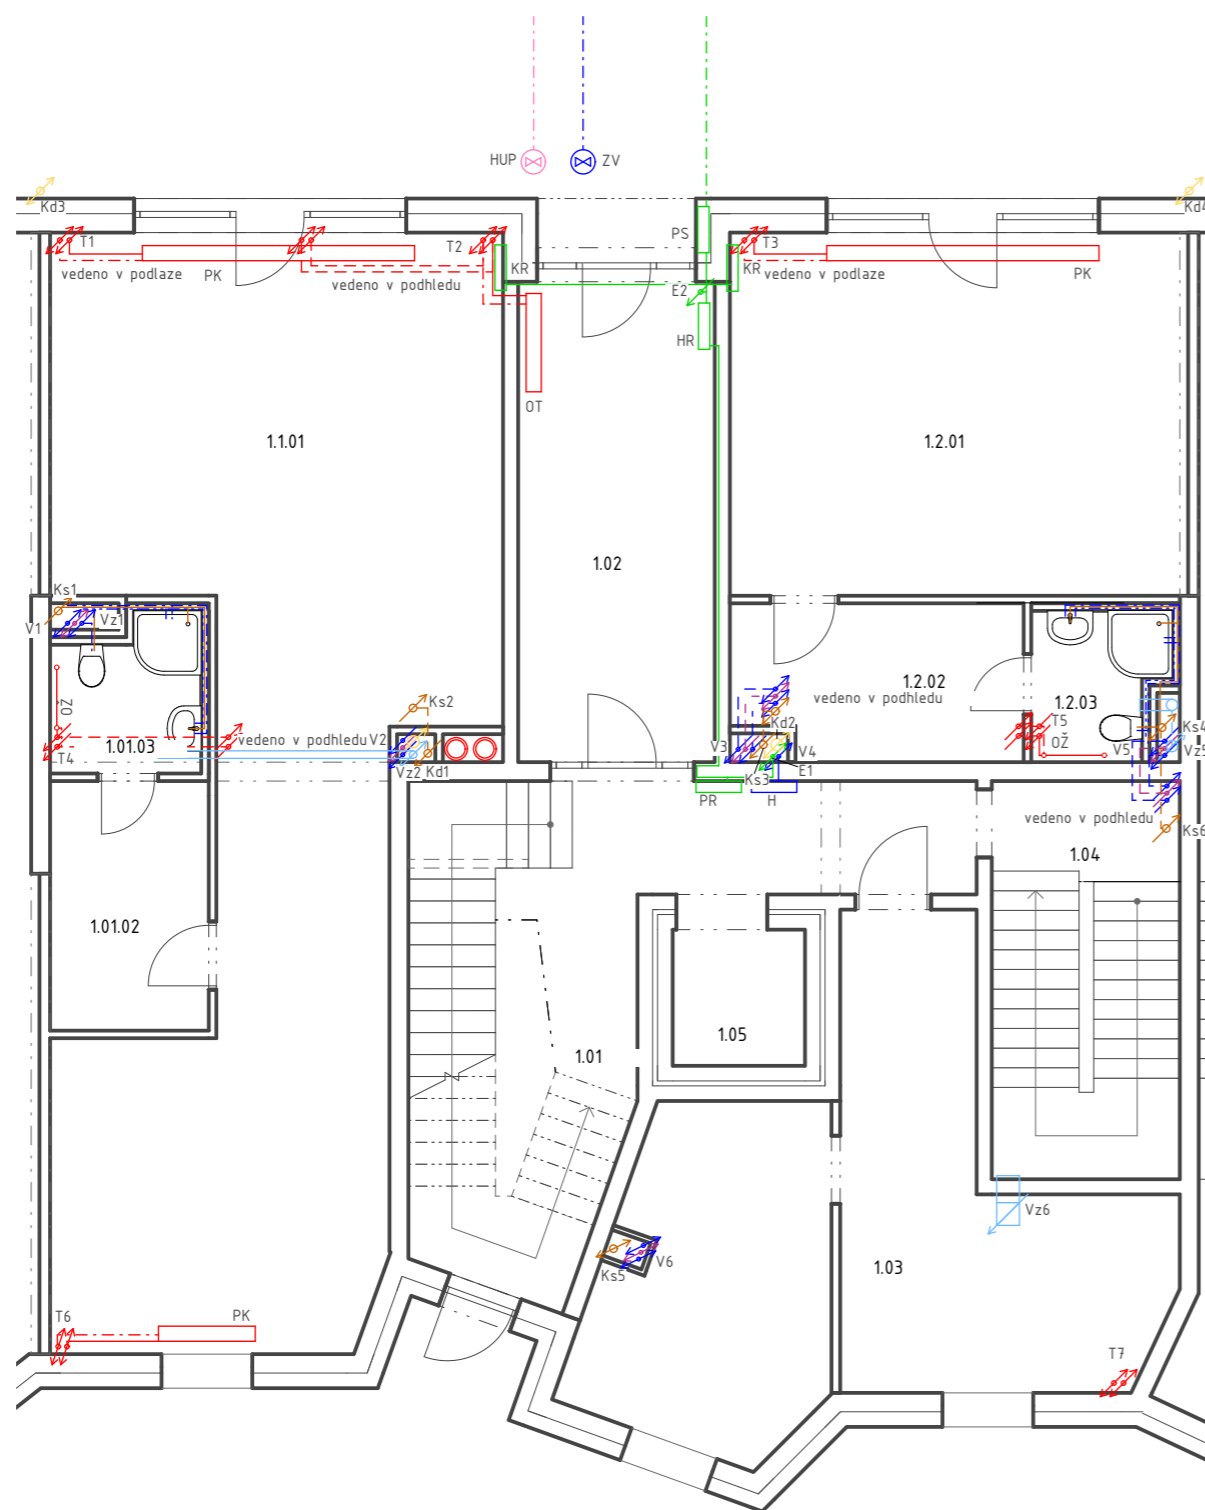 HUP
ZV
Kd3
Kd4
T1
T2
PS
T3
PK
KR
KR
PK
vedeno v podlaze
vedeno v podhledu
vedeno v podlaze
E2
HR
OT
1.1.01
1.2.01
1.02
Ks1
V1
Vz1
1.2.02
vedeno v podhledu
1.2.03
OŽ
Ks2
Kd2
T5
OŽ
Ks4
1.01.03
vedeno v podhledu
V2
V3
V4
V5
Vz5
T4
Vz2
Kd1
Ks3
E1
PR
H
vedeno v podhledu
Ks6
1.04
1.01.02
1.05
1.01
Vz6
Ks5
V6
1.03
T6
PK
T7